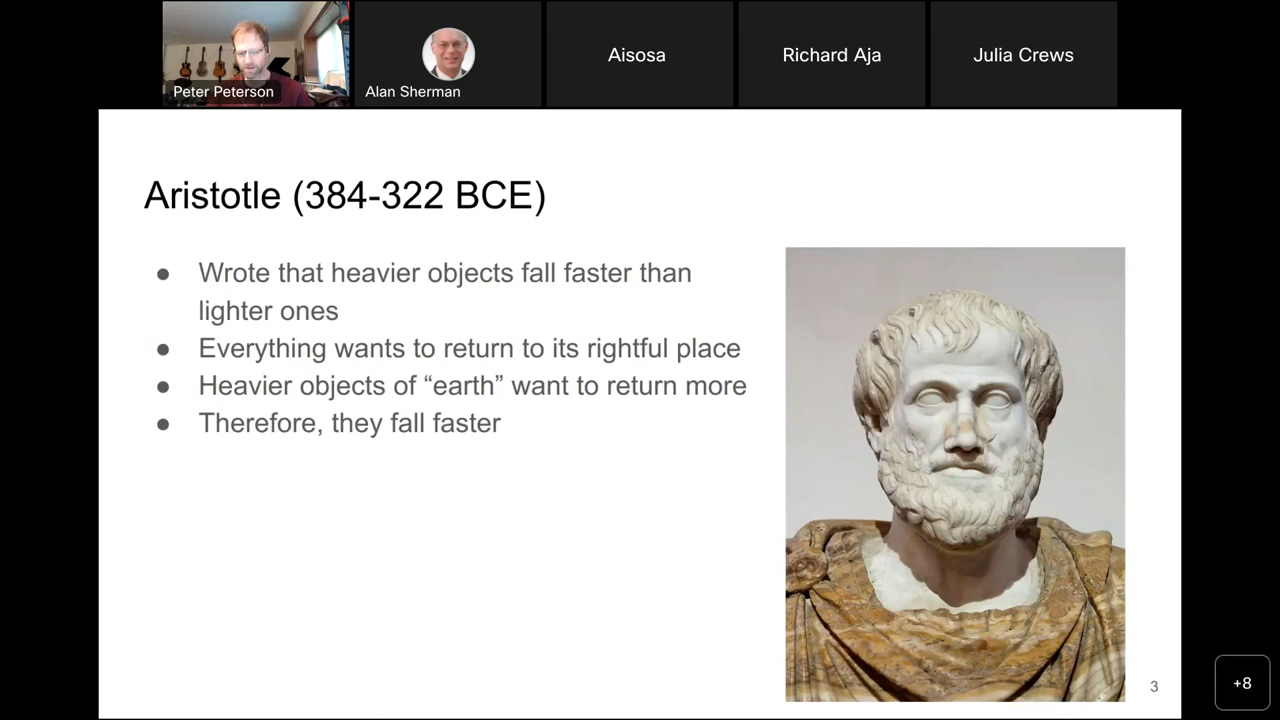 Peter Peterson
Alan Sherman
Aisosa
Richard Aja
Julia Crews
Aristotle (384-322 BCE)
● Wrote that heavier objects fall faster than
lighter ones
● Everything wants to return to its rightful place
● Heavier objects of “earth” want to return more
● Therefore, they fall faster
3
+8